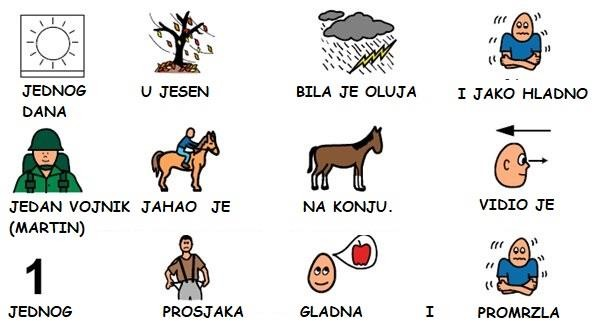 JEDNOG DANA U JESEN BILA JE OLUJA I JAKO HLADNO
JEDAN VOJNIK (MARTIN) JAHAO JE NA KONJU. VIDIO JE
1
JEDNOG PROSJAKA GLADNA I PROMRZLA